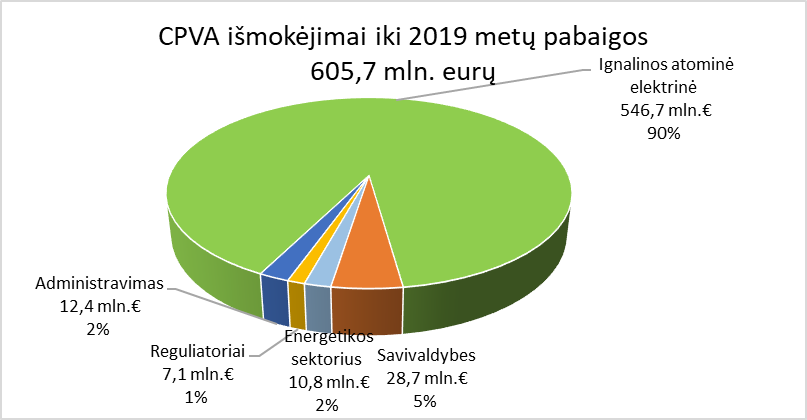 CPVA išmokėjimai iki 2019 metų pabaigos
605,7 mln. eurų
Ignalinos atominė
elektrinė
546,7 mln.€
90%
Administravimas
12,4 mln.€
2%
Reguliatoriai
7,1 mln.€
1%
Energetikos
sektorius
10,8 mln.€
2%
Savivaldybes
28,7 mln.€
5%